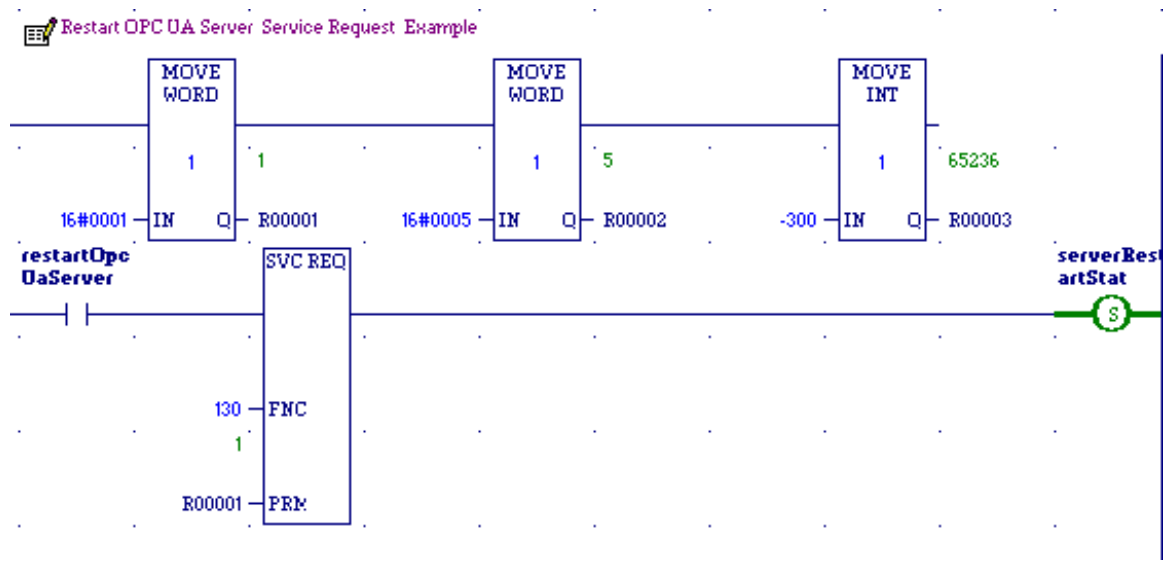 Restart OPC UA Server Service Request Example
MOVE WORD MOVE WORD MOVE INT
1 1 1 5 1 65236
16#0001 IN Q R00001 16#0005 IN Q R00002 -300 IN Q R00003
restartOpc
UaServer
SVC REQ
serverRest
artStat
S
130 FNC
1
R00001 PRM